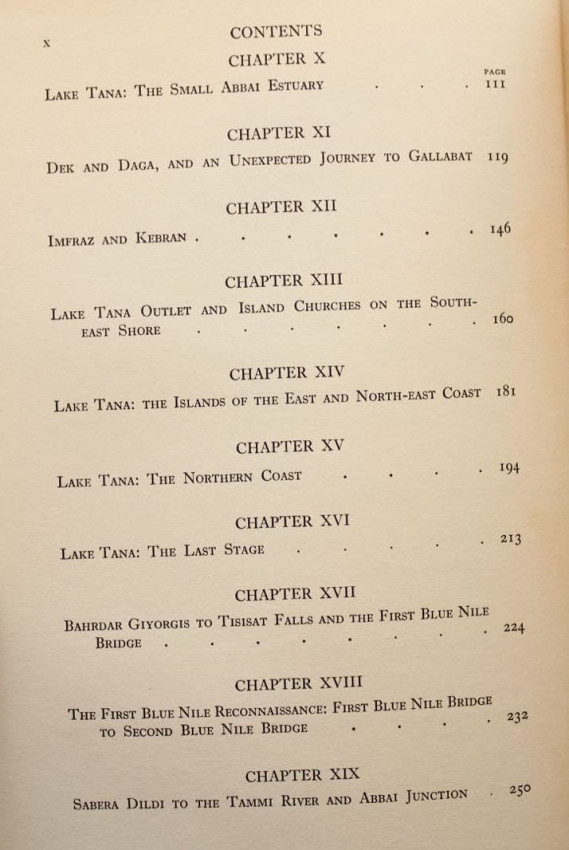 x CONTENTS
CHAPTER X
PAGE
Lake Tana: The Small Abbai Estuary . . . 111
CHAPTER XI
Dek and Daga, and an Unexpected Journey to Gallabat 119
CHAPTER XII
Imfraz and Kebran . . . . . . . 146
CHAPTER XIII
Lake Tana Outlet and Island Churches on the South-
east Shore . . . . . . . 160
CHAPTER XIV
Lake Tana: the Islands of the East and North-east Coast 181
CHAPTER XV
Lake Tana: The Northern Coast . . . . 194
CHAPTER XVI
Lake Tana: The Last Stage . . . . . 213
CHAPTER XVII
Bahrdar Giyorgis to Tisisat Falls and the First Blue Nile
Bridge . . . . . . . . 224
CHAPTER XVIII
The First Blue Nile Reconnaissance: First Blue Nile Bridge
to Second Blue Nile Bridge . . . . 232
CHAPTER XIX
Sabera Dildi to the Tammi River and Abbai Junction . 250